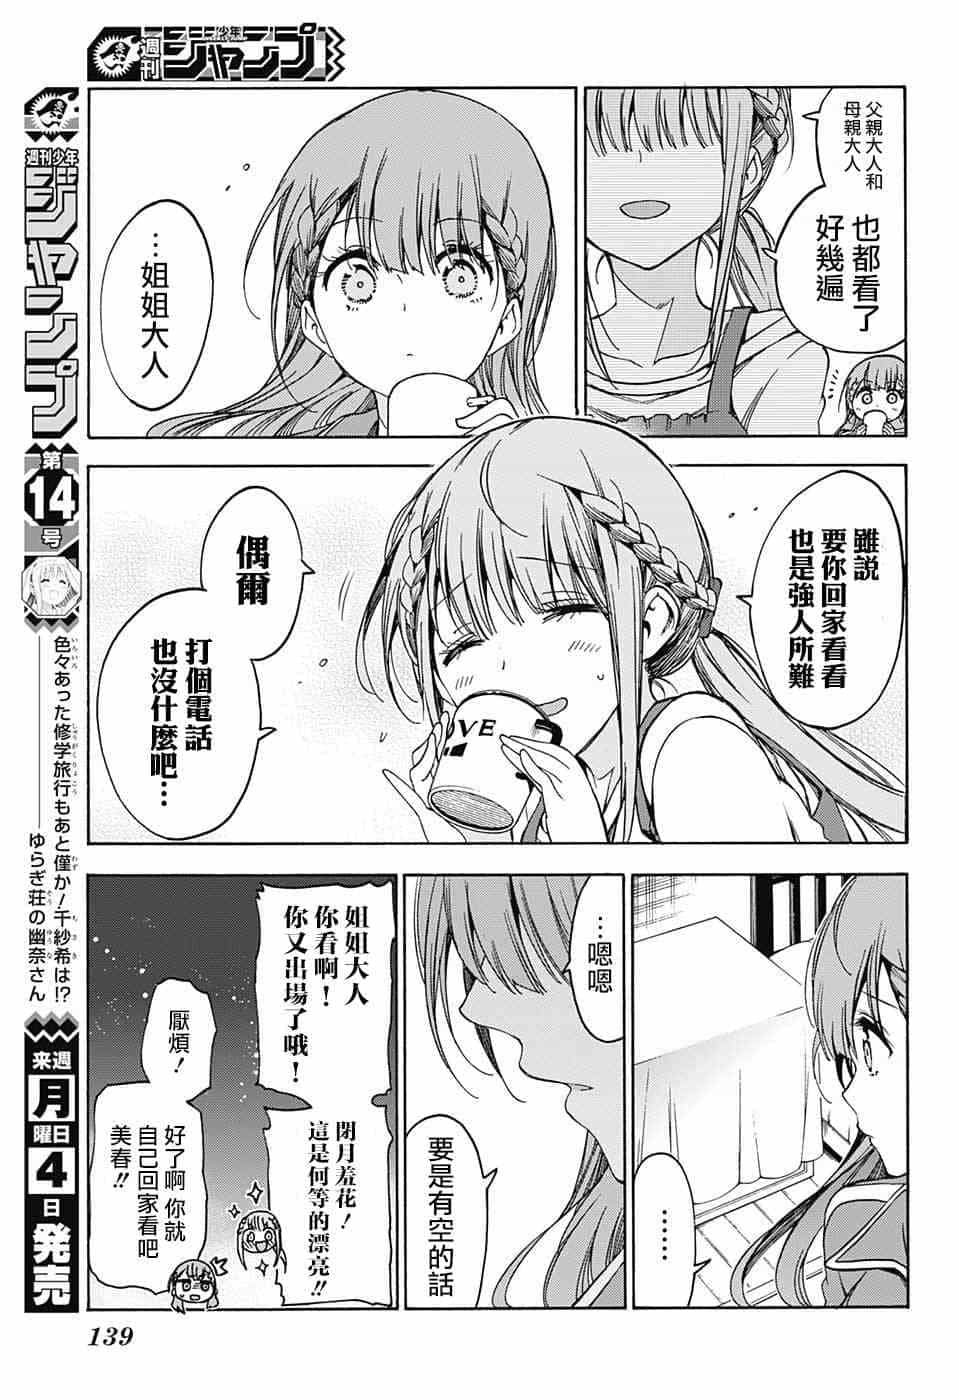 週刊少年ジャンプ
父親大人和
母親大人
也都看了
好幾遍
…姐姐大人
雖說
要你回家看看
也是強人所難
偶爾
打個電話
也沒什麼吧…
LOVE
……
…嗯嗯
要是有空的話
姐姐大人
你看啊！
你又出場了哦！
閉月羞花！
這是何等的漂亮!!
厭煩！
好了啊 你就
自己回家看吧
美春!!
週刊少年
ジャンプ
第
14
号
色々あった修学旅行もあと僅か！千紗希は!?
――ゆらぎ荘の幽奈さん
来週
月
曜日
4
日
発売
139